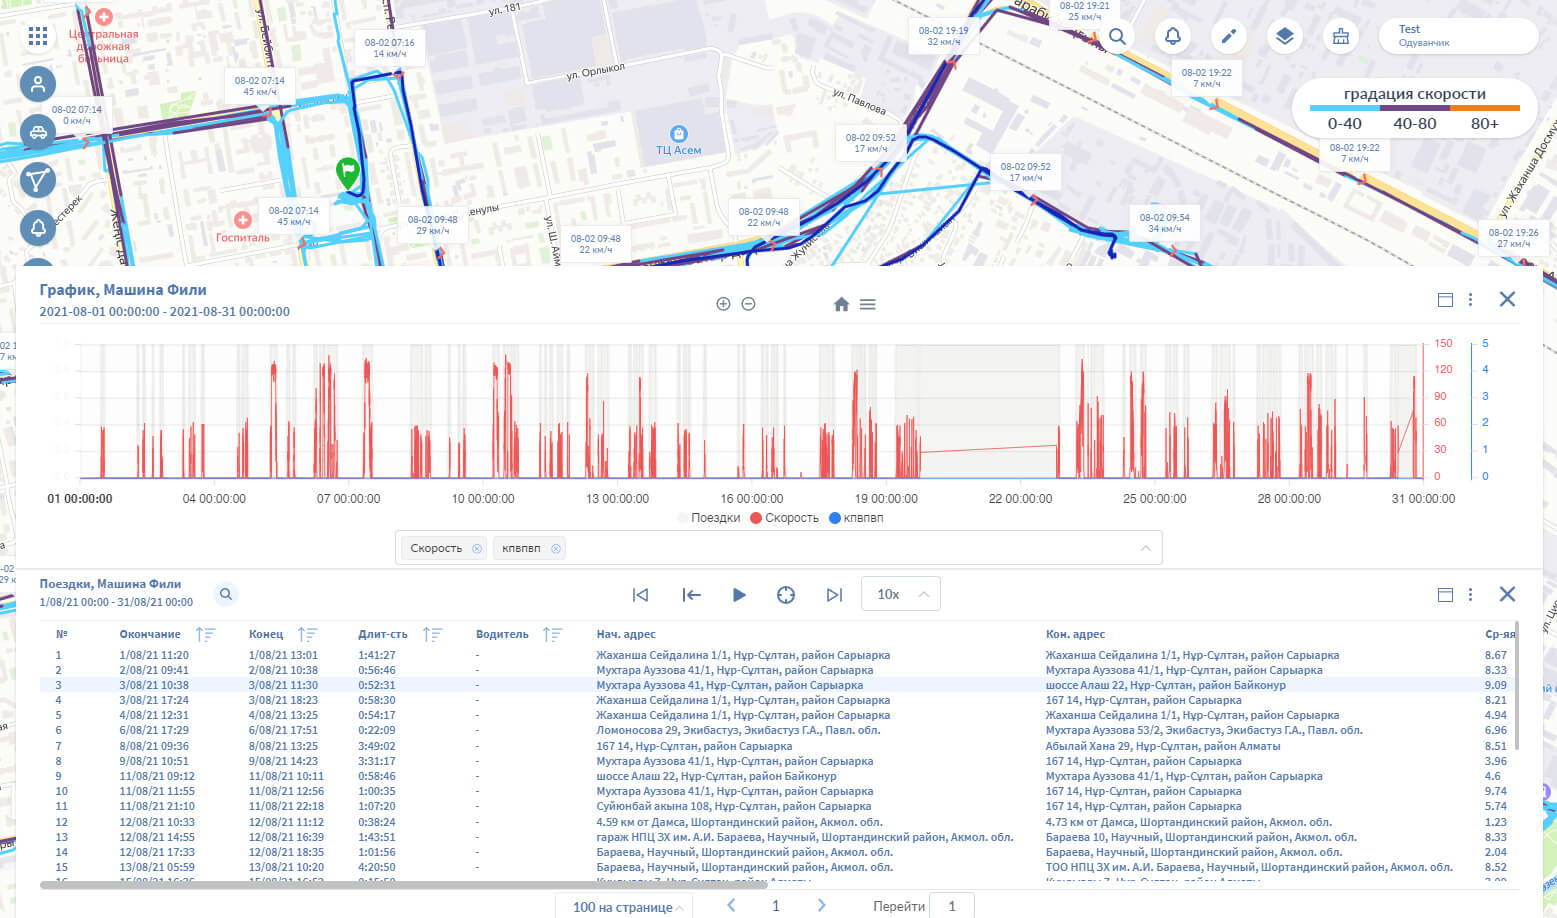 ул. 181
08-02 19:21
25 км/ч
Центральная
дорожная
больница
08-02 07:16
14 км/ч
08-02 19:19
32 км/ч
Test
Одуванчик
08-02 07:14
45 км/ч
ул. Орлыкол
08-02 19:22
7 км/ч
градация скорости
0-40 40-80 80+
08-02 07:14
0 км/ч
ул. Павлова
ТЦ Асем
08-02 09:52
17 км/ч
08-02 09:52
17 км/ч
08-02 19:22
7 км/ч
08-02 07:14
45 км/ч
08-02 09:48
29 км/ч
08-02 09:48
22 км/ч
08-02 09:54
34 км/ч
Госпиталь
08-02 09:48
22 км/ч
08-02 19:26
27 км/ч
График, Машина Фили
2021-08-01 00:00:00 - 2021-08-31 00:00:00
150 5
120 4
90 3
60 2
30 1
0 0
01 00:00:00 04 00:00:00 07 00:00:00 10 00:00:00 13 00:00:00 16 00:00:00 19 00:00:00 22 00:00:00 25 00:00:00 28 00:00:00 31 00:00:00
Поездки Скорость клвпвп
Скорость клвпвп
Поездки, Машина Фили
1/08/21 00:00 - 31/08/21 00:00
10x
№ Окончание Конец Длит-сть Водитель Нач. адрес Кон. адрес Ср-яя
1 1/08/21 11:20 1/08/21 13:01 1:41:27 - Жаханша Сейдалина 1/1, Нұр-Сұлтан, район Сарыарка Жаханша Сейдалина 1/1, Нұр-Сұлтан, район Сарыарка 8.67
2 2/08/21 09:41 2/08/21 10:38 0:56:46 - Мухтара Ауэзова 41/1, Нұр-Сұлтан, район Сарыарка Мухтара Ауэзова 41/1, Нұр-Сұлтан, район Сарыарка 8.33
3 3/08/21 10:38 3/08/21 11:30 0:52:31 - Мухтара Ауэзова 41, Нұр-Сұлтан, район Сарыарка шоссе Алаш 22, Нұр-Сұлтан, район Байконур 9.09
4 3/08/21 17:24 3/08/21 18:23 0:58:30 - Жаханша Сейдалина 1/1, Нұр-Сұлтан, район Сарыарка 167 14, Нұр-Сұлтан, район Сарыарка 8.21
5 4/08/21 12:31 4/08/21 13:25 0:54:17 - Жаханша Сейдалина 1/1, Нұр-Сұлтан, район Сарыарка Жаханша Сейдалина 1/1, Нұр-Сұлтан, район Сарыарка 4.94
6 6/08/21 17:29 6/08/21 17:51 0:22:09 - Ломоносова 29, Экибастуз, Экибастуз Г.А., Павл. обл. Мухтара Ауэзова 53/2, Экибастуз, Экибастуз Г.А., Павл. обл. 6.96
7 8/08/21 09:36 8/08/21 13:25 3:49:02 - 167 14, Нұр-Сұлтан, район Сарыарка Абылай Хана 29, Нұр-Сұлтан, район Алматы 8.51
8 9/08/21 10:51 9/08/21 14:23 3:31:17 - Мухтара Ауэзова 41/1, Нұр-Сұлтан, район Сарыарка 167 14, Нұр-Сұлтан, район Сарыарка 3.96
9 11/08/21 09:12 11/08/21 10:11 0:58:46 - шоссе Алаш 22, Нұр-Сұлтан, район Байконур Мухтара Ауэзова 41/1, Нұр-Сұлтан, район Сарыарка 4.6
10 11/08/21 11:55 11/08/21 12:56 1:00:35 - Мухтара Ауэзова 41/1, Нұр-Сұлтан, район Сарыарка 167 14, Нұр-Сұлтан, район Сарыарка 9.74
11 11/08/21 21:10 11/08/21 22:18 1:07:20 - Суйюнбай акына 108, Нұр-Сұлтан, район Сарыарка 167 14, Нұр-Сұлтан, район Сарыарка 5.74
12 12/08/21 10:33 12/08/21 11:12 0:38:24 - 4.59 км от Дамса, Шортандинский район, Акмол. обл. 4.73 км от Дамса, Шортандинский район, Акмол. обл. 1.23
13 12/08/21 14:55 12/08/21 16:39 1:43:51 - гараж НПЦ ЗХ им. А.И. Бараева, Научный, Шортандинский район, Акмол. обл. Бараева 10, Научный, Шортандинский район, Акмол. обл. 8.33
14 12/08/21 17:33 12/08/21 18:35 1:01:56 - Бараева, Научный, Шортандинский район, Акмол. обл. Бараева, Научный, Шортандинский район, Акмол. обл. 2.04
15 13/08/21 05:59 13/08/21 10:20 4:20:50 - Бараева, Научный, Шортандинский район, Акмол. обл. ТОО НПЦ ЗХ им. А.И. Бараева, Научный, Шортандинский район, Акмол. обл. 8.52
100 на странице 1 Перейти 1